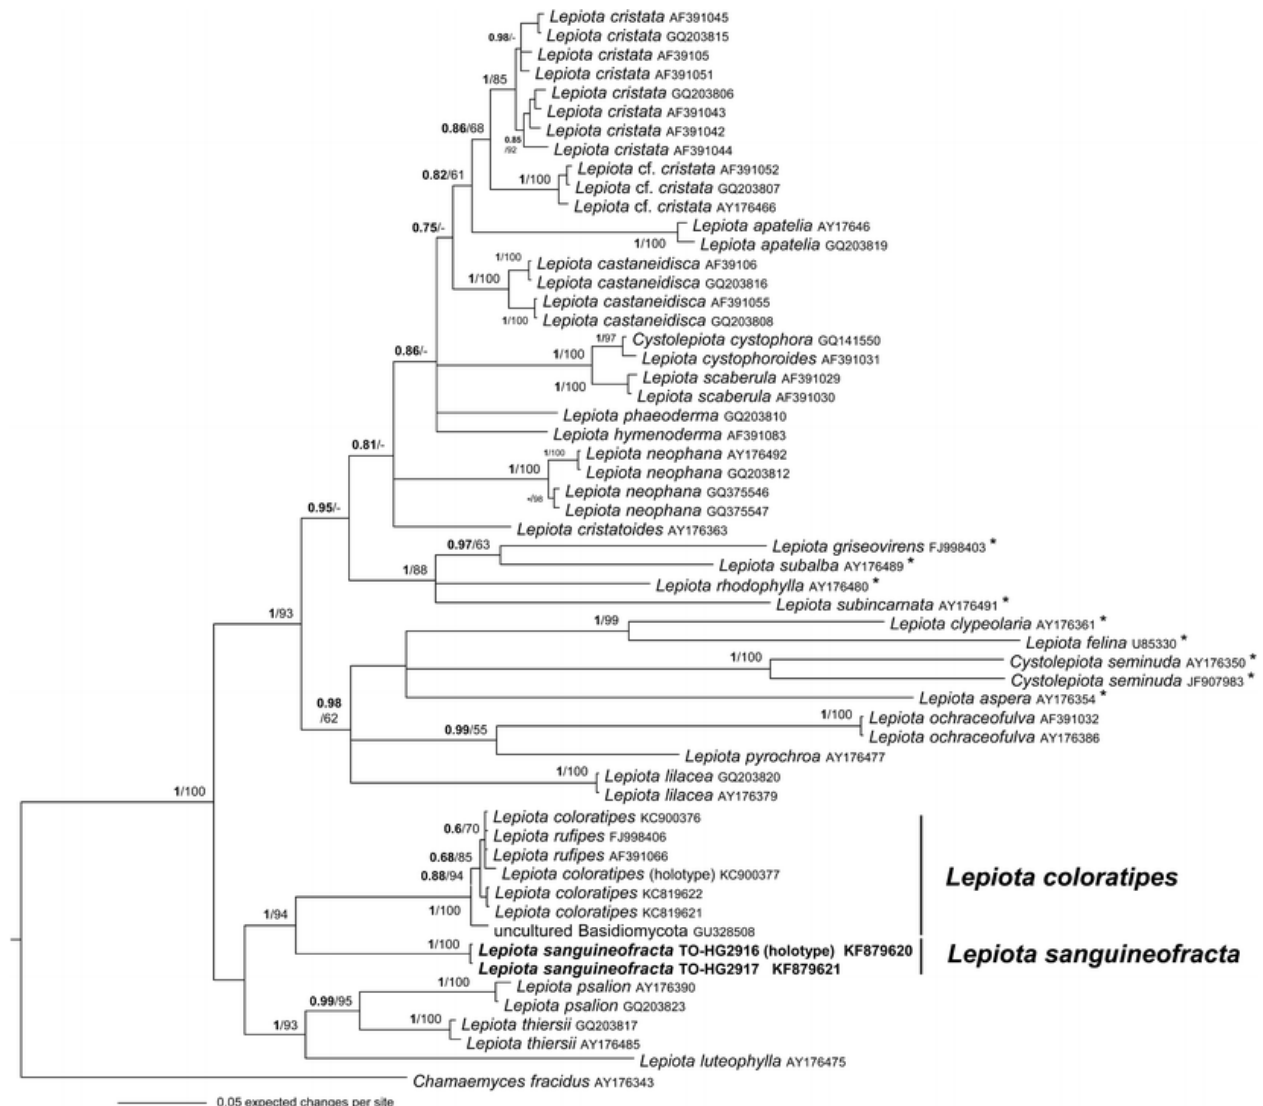 Lepiota cristata AF391045
0.98/-
Lepiota cristata GQ203815
Lepiota cristata AF39105
Lepiota cristata AF391051
1/85
Lepiota cristata GQ203806
Lepiota cristata AF391043
0.86/68
Lepiota cristata AF391042
0.85
/92
Lepiota cristata AF391044
Lepiota cf. cristata AF391052
0.82/61
1/100
Lepiota cf. cristata GQ203807
Lepiota cf. cristata AY176466
0.75/-
Lepiota apatelia AY17646
1/100
Lepiota apatelia GQ203819
1/100
Lepiota castaneidisca AF39106
1/100
Lepiota castaneidisca GQ203816
Lepiota castaneidisca AF391055
1/100
Lepiota castaneidisca GQ203808
1/97
Cystolepiota cystophora GQ141550
0.86/-
1/100
Lepiota cystophoroides AF391031
Lepiota scaberula AF391029
1/100
Lepiota scaberula AF391030
Lepiota phaeoderma GQ203810
Lepiota hymenoderma AF391083
0.81/-
1/100
Lepiota neophana AY176492
1/100
Lepiota neophana GQ203812
Lepiota neophana GQ375546
-/98
Lepiota neophana GQ375547
0.95/-
Lepiota cristatoides AY176363
0.97/63
Lepiota griseovirens FJ998403 *
Lepiota subalba AY176489 *
1/88
Lepiota rhodophylla AY176480 *
Lepiota subincarnata AY176491 *
1/93
1/99
Lepiota clypeolaria AY176361 *
Lepiota felina U85330 *
1/100
Cystolepiota seminuda AY176350 *
Cystolepiota seminuda JF907983 *
0.98
/62
Lepiota aspera AY176354 *
1/100
Lepiota ochraceofulva AF391032
0.99/55
Lepiota ochraceofulva AY176386
Lepiota pyrochroa AY176477
1/100
Lepiota lilacea GQ203820
1/100
Lepiota lilacea AY176379
Lepiota coloratipes KC900376
0.6/70
Lepiota rufipes FJ998406
0.68/85
Lepiota rufipes AF391066
0.88/94
Lepiota coloratipes (holotype) KC900377
Lepiota coloratipes
Lepiota coloratipes KC819622
1/94
1/100
Lepiota coloratipes KC819621
uncultured Basidiomycota GU328508
1/100
Lepiota sanguineofracta TO-HG2916 (holotype) KF879620
Lepiota sanguineofracta
Lepiota sanguineofracta TO-HG2917 KF879621
1/100
Lepiota psalion AY176390
0.99/95
Lepiota psalion GQ203823
1/93
1/100
Lepiota thiersii GQ203817
Lepiota thiersii AY176485
Lepiota luteophylla AY176475
Chamaemyces fracidus AY176343
0.05 expected changes per site